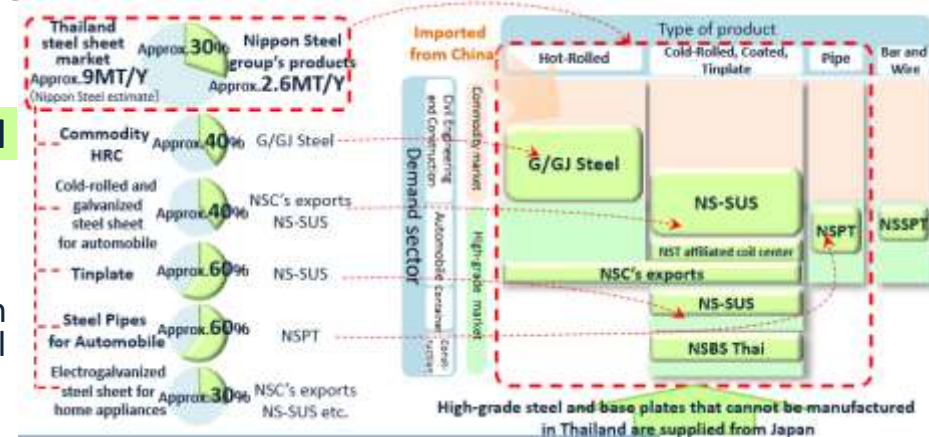 Thailand
steel sheet
market
Approx.9MT/Y
(Nippon Steel estimate)
Approx.30%
Nippon Steel
group's products
Approx.2.6MT/Y
Commodity
HRC
Approx.40%
G/GJ Steel
Cold-rolled and
galvanized
steel sheet
for automobile
Approx.40%
NSC's exports
NS-SUS
Tinplate
Approx.60%
NS-SUS
Steel Pipes
for Automobile
Approx.60%
NSPT
Electrogalvanized
steel sheet for
home appliances
Approx.30%
NSC's exports
NS-SUS etc.
Imported
from China
Type of product
Hot-Rolled
Cold-Rolled, Coated,
Tinplate
Pipe
Bar and
Wire
Demand sector
Civil Engineering
and Construction
Automobile
Container
Const-
ruction
Commodity market
High-grade market
G/GJ Steel
NS-SUS
NSPT
NSSPT
NST affiliated coil center
NSC's exports
NS-SUS
NSBS Thai
High-grade steel and base plates that cannot be manufactured
in Thailand are supplied from Japan